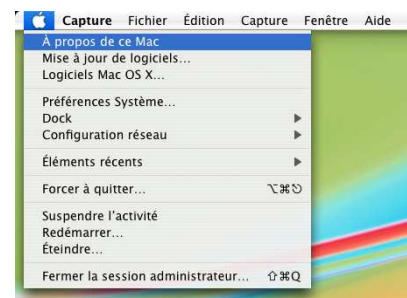 Capture Fichier Édition Capture Fenêtre Aide
À propos de ce Mac
Mise à jour de logiciels...
Logiciels Mac OS X...
Préférences Système...
Dock
Configuration réseau
Éléments récents
Forcer à quitter... ⌥⌘⎋
Suspendre l'activité
Redémarrer...
Éteindre...
Fermer la session administrateur... ⇧⌘Q